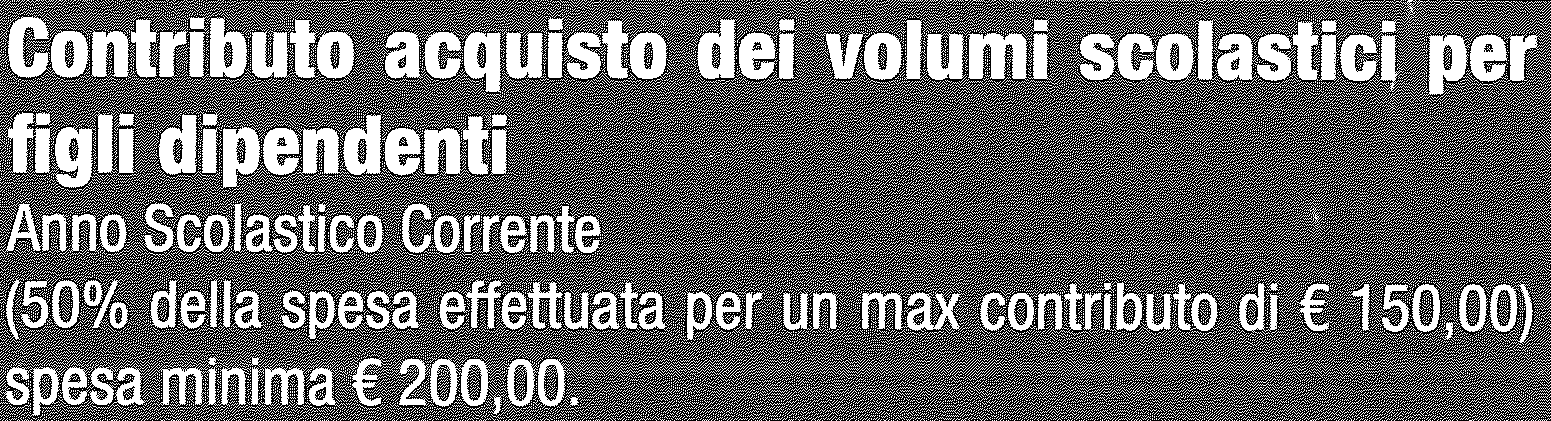 Contributo acquisto dei volumi scolastici per
figli dipendenti
Anno Scolastico Corrente
(50% della spesa effettuata per un max contributo di € 150,00)
spesa minima € 200,00.